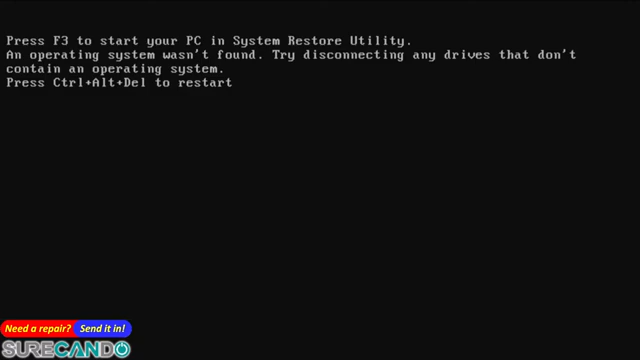 Press F3 to start your PC in System Restore Utility.
An operating system wasn't found. Try disconnecting any drives that don't
contain an operating system.
Press Ctrl+Alt+Del to restart
Need a repair? Send it in!
SURECANDO